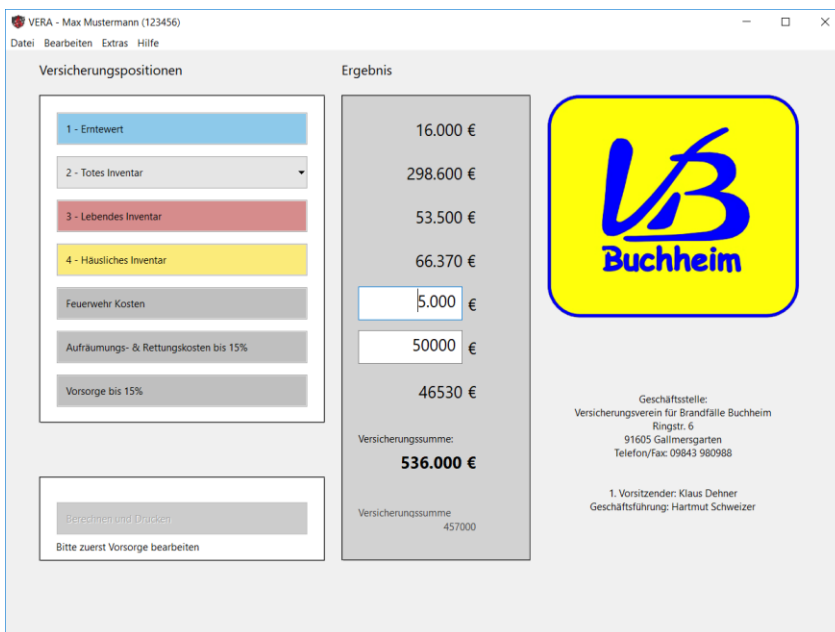 VERA - Max Mustermann (123456)
Datei Bearbeiten Extras Hilfe
Versicherungspositionen
1 - Erntewert
2 - Totes Inventar
3 - Lebendes Inventar
4 - Häusliches Inventar
Feuerwehr Kosten
Aufräumungs- & Rettungskosten bis 15%
Vorsorge bis 15%
Berechnen und Drucken
Bitte zuerst Vorsorge bearbeiten
Ergebnis
16.000 €
298.600 €
53.500 €
66.370 €
5.000 €
50000 €
46530 €
Versicherungssumme:
536.000 €
Versicherungssumme
457000
VB
Buchheim
Geschäftsstelle:
Versicherungsverein für Brandfälle Buchheim
Ringstr. 6
91605 Gallmersgarten
Telefon/Fax: 09843 980988
1. Vorsitzender: Klaus Dehner
Geschäftsführung: Hartmut Schweizer